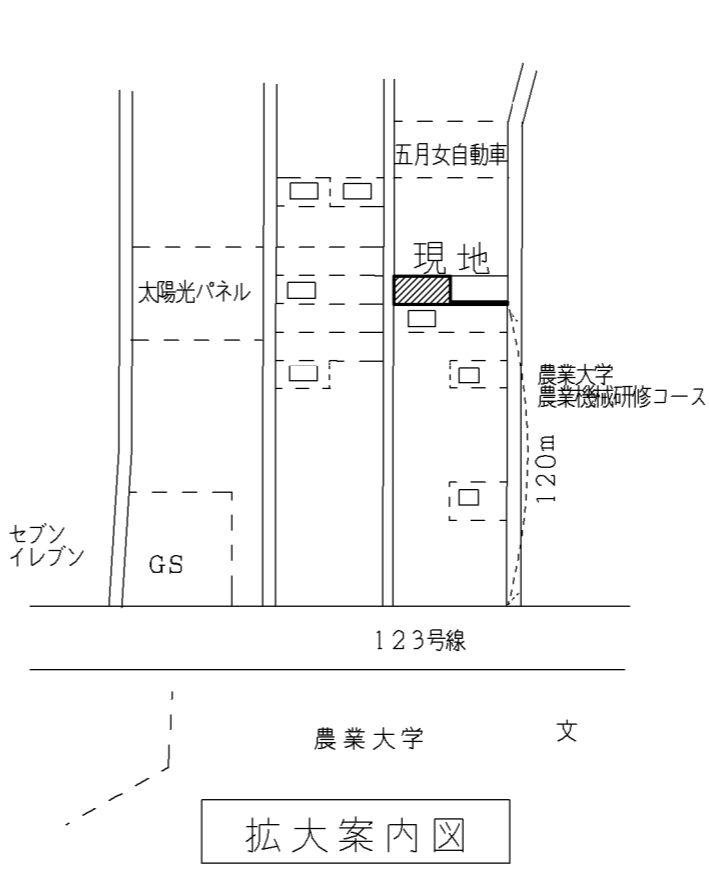 五月女自動車
現地
太陽光パネル
農業大学
農業機械研修コース
120m
セブン
イレブン
GS
123号線
農業大学
文
拡大案内図